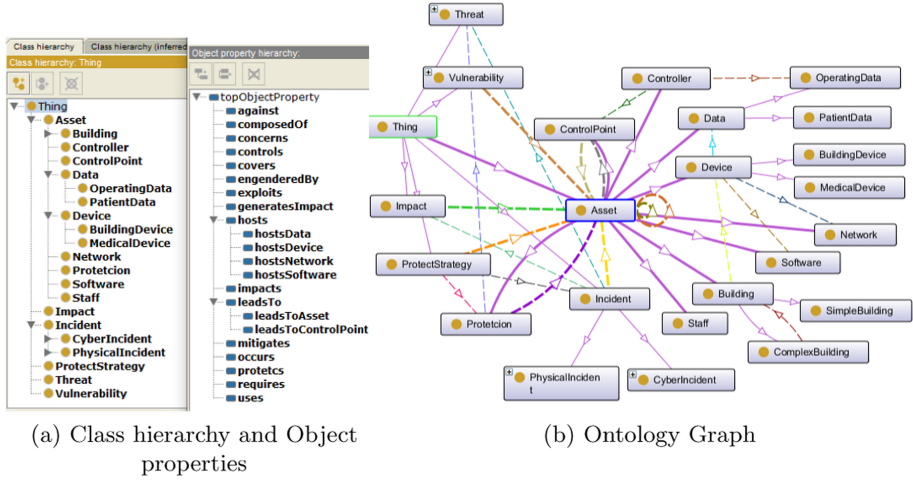 Class hierarchy
Class hierarchy (inferred
Class hierarchy: Thing
Thing
Asset
Building
Controller
ControlPoint
Data
OperatingData
PatientData
Device
BuildingDevice
MedicalDevice
Network
Protetcion
Software
Staff
Impact
Incident
CyberIncident
PhysicalIncident
ProtectStrategy
Threat
Vulnerability
Object property hierarchy:
topObjectProperty
against
composedOf
concerns
controls
covers
engenderedBy
exploits
generatesImpact
hosts
hostsData
hostsDevice
hostsNetwork
hostsSoftware
impacts
leadsTo
leadsToAsset
leadsToControlPoint
mitigates
occurs
protetcs
requires
uses
(a) Class hierarchy and Object
properties
Threat
Vulnerability
Controller
OperatingData
Thing
ControlPoint
Data
PatientData
Device
BuildingDevice
MedicalDevice
Impact
Asset
Network
ProtectStrategy
Software
Incident
Building
SimpleBuilding
Protetcion
Staff
ComplexBuilding
PhysicalInciden
t
CyberIncident
(b) Ontology Graph